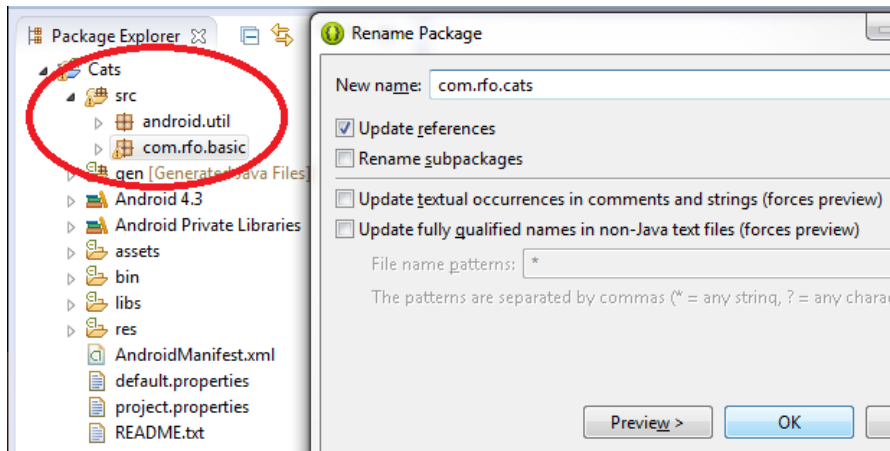 Package Explorer
Cats
src
android.util
com.rfo.basic
gen [Generated Java Files]
Android 4.3
Android Private Libraries
assets
bin
libs
res
AndroidManifest.xml
default.properties
project.properties
README.txt
Rename Package
New name: com.rfo.cats
Update references
Rename subpackages
Update textual occurrences in comments and strings (forces preview)
Update fully qualified names in non-Java text files (forces preview)
File name patterns: *
The patterns are separated by commas (* = any string, ? = any chara
Preview >
OK